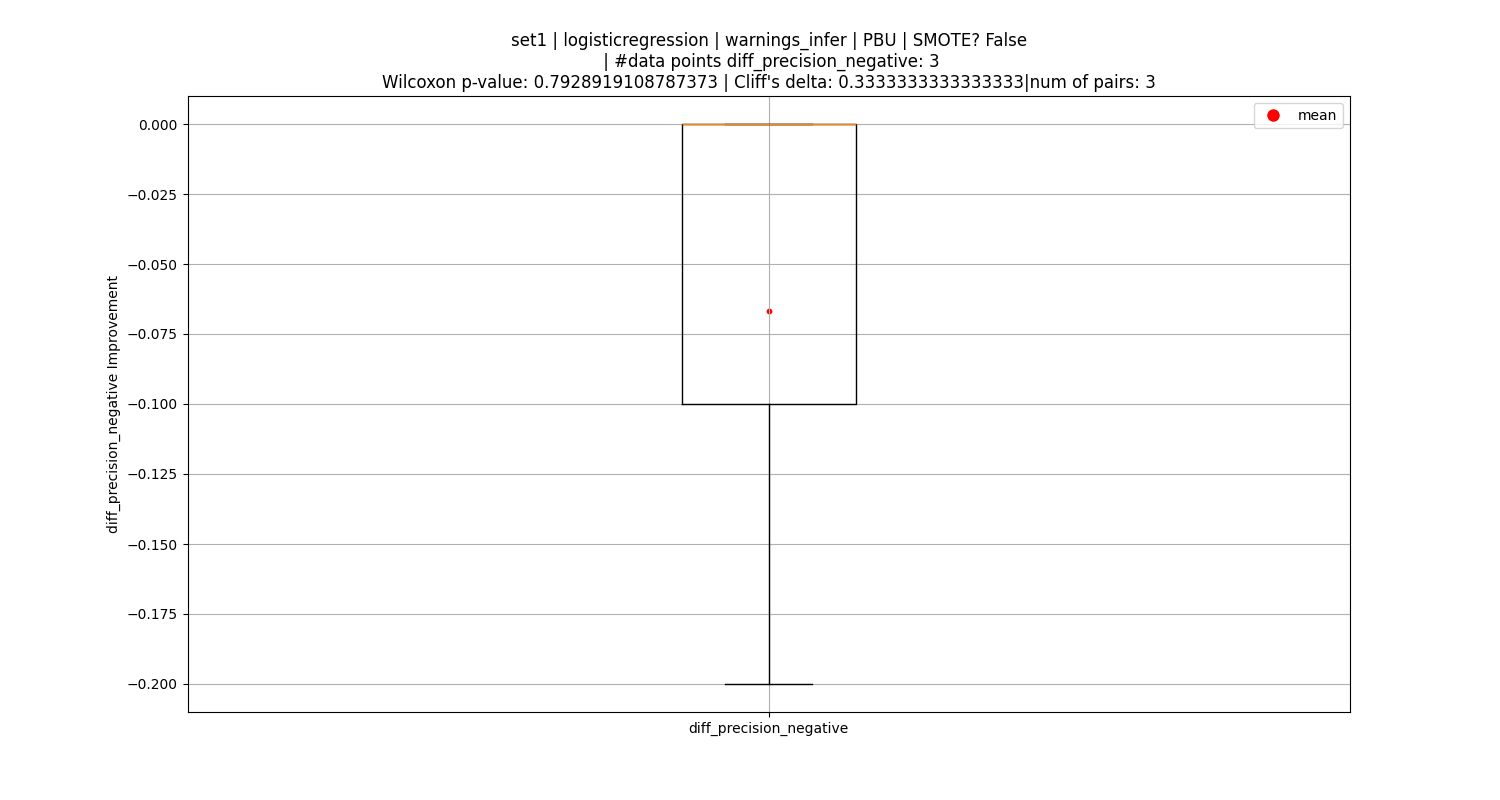 set1 | logisticregression | warnings_infer | PBU | SMOTE? False
| #data points diff_precision_negative: 3
Wilcoxon p-value: 0.7928919108787373 | Cliff's delta: 0.3333333333333333|num of pairs: 3
mean
0.000
−0.025
−0.050
−0.075
−0.100
−0.125
−0.150
−0.175
−0.200
diff_precision_negative Improvement
diff_precision_negative